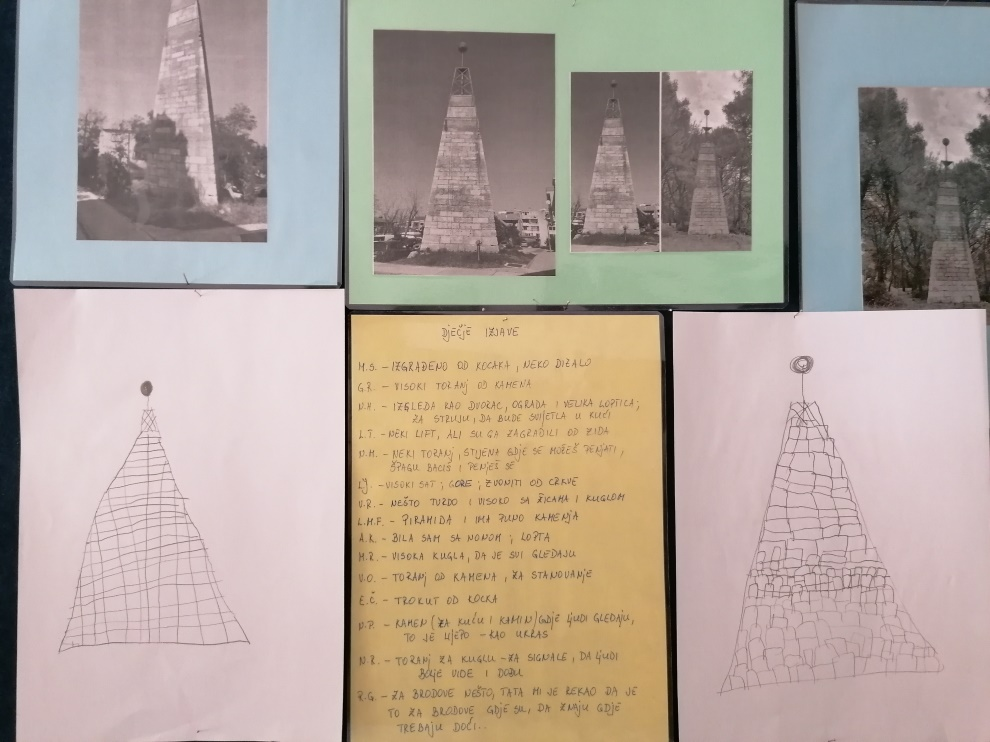 DJEČJE IZJAVE
M.S. – IZGRAĐENO OD KOCAKA, NEKO DIZALO
G.R. – VISOKI TORANJ OD KAMENA
N.H. – IZGLEDA KAO DVORAC, OGRADA I VELIKA LOPTICA;
ZA STRUJU, DA BUDE SVIJETLA U KUĆI
L.T. – NEKI LIFT, ALI SU GA ZAGRADILI OD ZIDA
N.M. – NEKI TORANJ, STIJENA GDJE SE MOŽEŠ PENJATI,
ŠPAGU BACIŠ I PENJEŠ SE
LJ. – VISOKI SAT; GORE; ZVONITI OD CRKVE
V.R. – NEŠTO TVRDO I VISOKO SA ŽICAMA I KUGLOM
L.M.F. – PIRAMIDA I IMA PUNO KAMENJA
A.K. – BILA SAM SA NONOM; LOPTA
M.R. – VISOKA KUGLA, DA JE SVI GLEDAJU
V.O. – TORANJ OD KAMENA, ZA STANOVANJE
E.Č. – TROKUT OD KOCKA
N.P. – KAMEN (ZA KUĆU I KAMIN/GDJE LJUDI GLEDAJU,
TO JE LIJEPO – KAO UKRAS
N.R. – TORANJ ZA KUGLU – ZA SIGNALE, DA LJUDI
BOLJE VIDE I DOĐU
R.G. – ZA BRODOVE NEŠTO, TATA MI JE REKAO DA JE
TO ZA BRODOVE GDJE SU, DA ZNAJU GDJE
TREBAJU DOĆI..